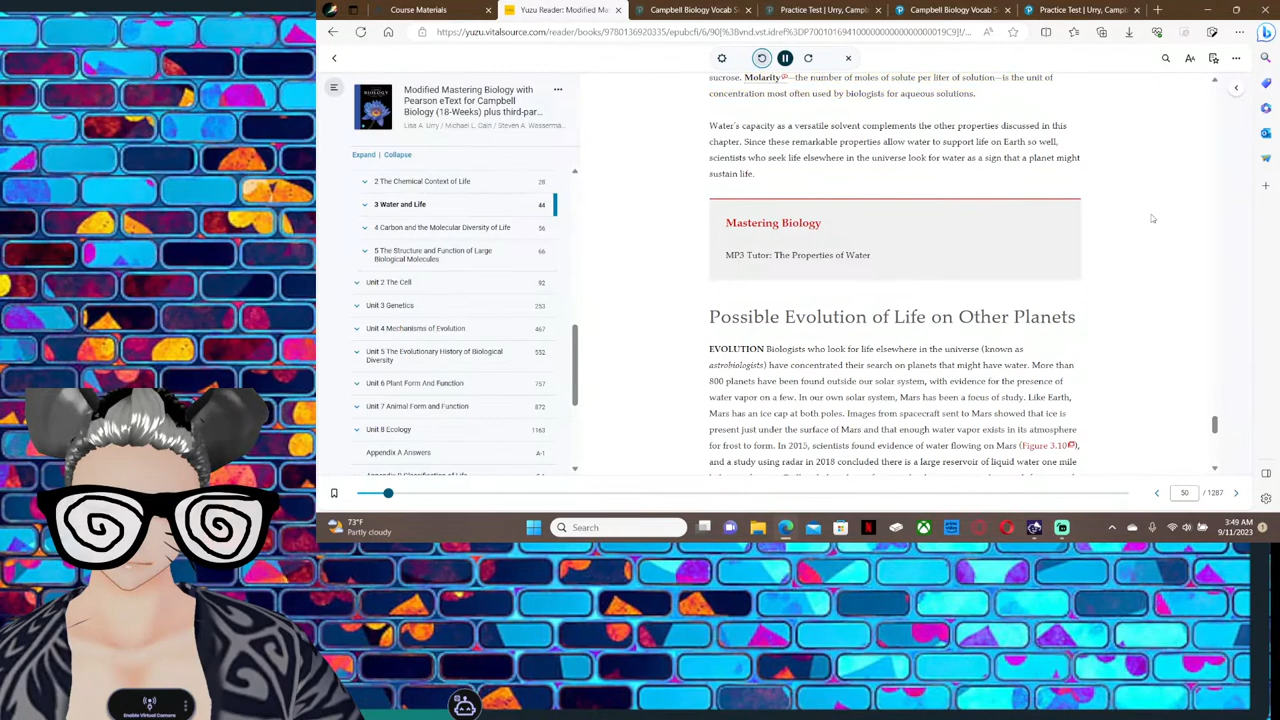 Course Materials
Yuzu Reader: Modified Ma
Campbell Biology Vocab S
Practice Test | Urry, Campb
Campbell Biology Vocab S
Practice Test | Urry, Campb
https://yuzu.vitalsource.com/reader/books/9780136920335/epubcfi/6/90
Modified Mastering Biology with
Pearson eText for Campbell
Biology (18-Weeks) plus third-par...
Lisa A. Urry / Michael L. Cain / Steven A. Wasserma...
Expand | Collapse
2 The Chemical Context of Life 28
3 Water and Life 44
4 Carbon and the Molecular Diversity of Life 56
5 The Structure and Function of Large
Biological Molecules 66
Unit 2 The Cell 92
Unit 3 Genetics 253
Unit 4 Mechanisms of Evolution 467
Unit 5 The Evolutionary History of Biological
Diversity 552
Unit 6 Plant Form And Function 757
Unit 7 Animal Form and Function 872
Unit 8 Ecology 1163
Appendix A Answers A-1
sucrose. Molarity—the number of moles of solute per liter of solution—is the unit of
concentration most often used by biologists for aqueous solutions.
Water's capacity as a versatile solvent complements the other properties discussed in this
chapter. Since these remarkable properties allow water to support life on Earth so well,
scientists who seek life elsewhere in the universe look for water as a sign that a planet might
sustain life.
Mastering Biology
MP3 Tutor: The Properties of Water
Possible Evolution of Life on Other Planets
EVOLUTION Biologists who look for life elsewhere in the universe (known as
astrobiologists) have concentrated their search on planets that might have water. More than
800 planets have been found outside our solar system, with evidence for the presence of
water vapor on a few. In our own solar system, Mars has been a focus of study. Like Earth,
Mars has an ice cap at both poles. Images from spacecraft sent to Mars showed that ice is
present just under the surface of Mars and that enough water vapor exists in its atmosphere
for frost to form. In 2015, scientists found evidence of water flowing on Mars (Figure 3.10),
and a study using radar in 2018 concluded there is a large reservoir of liquid water one mile
50 / 1287
73°F
Partly cloudy
Search
3:49 AM
9/11/2023
Enable Virtual Camera